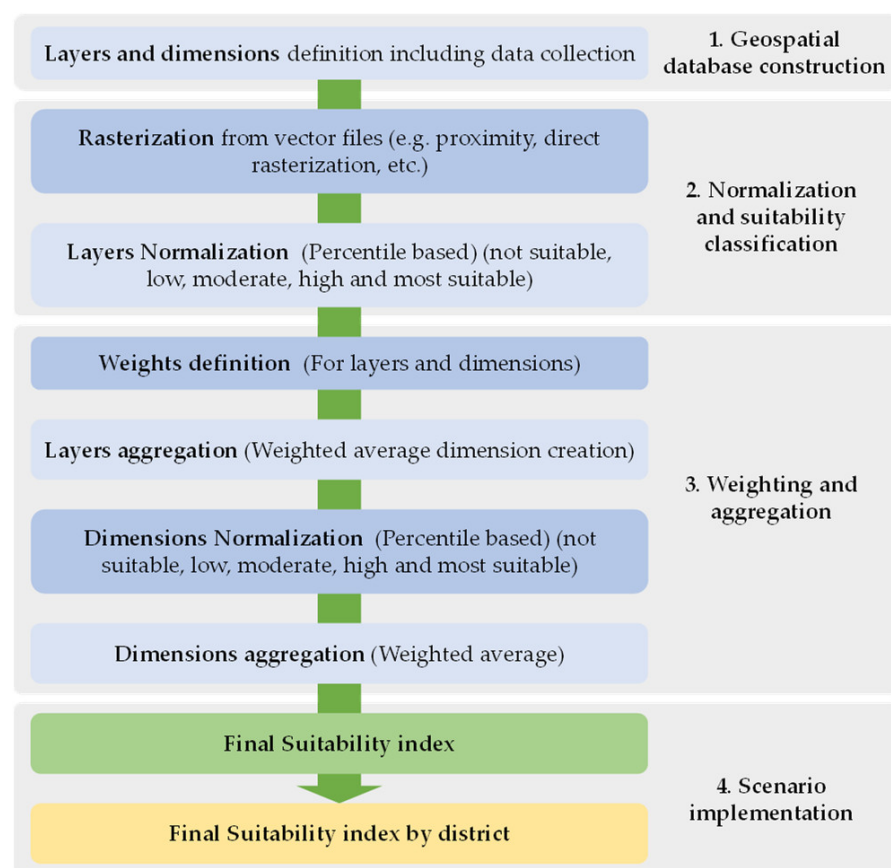 Layers and dimensions definition including data collection
1. Geospatial
database construction
Rasterization from vector files (e.g. proximity, direct
rasterization, etc.)
Layers Normalization (Percentile based) (not suitable,
low, moderate, high and most suitable)
2. Normalization
and suitability
classification
Weights definition (For layers and dimensions)
Layers aggregation (Weighted average dimension creation)
Dimensions Normalization (Percentile based) (not
suitable, low, moderate, high and most suitable)
Dimensions aggregation (Weighted average)
3. Weighting and
aggregation
Final Suitability index
Final Suitability index by district
4. Scenario
implementation